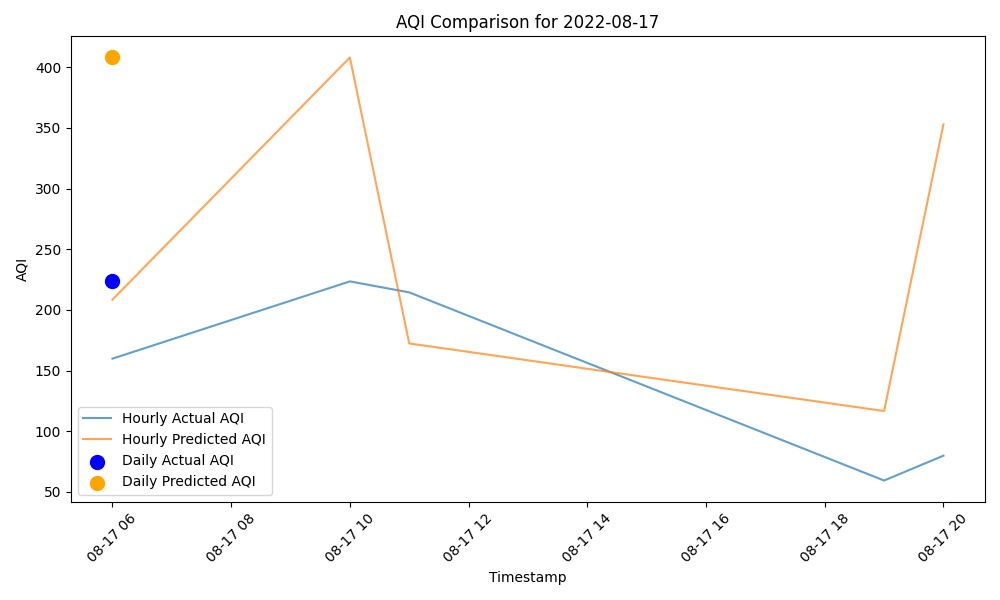 AQI Comparison for 2022-08-17
AQI
400
350
300
250
200
150
100
50
Hourly Actual AQI
Hourly Predicted AQI
Daily Actual AQI
Daily Predicted AQI
08-17 06
08-17 08
08-17 10
08-17 12
08-17 14
08-17 16
08-17 18
08-17 20
Timestamp